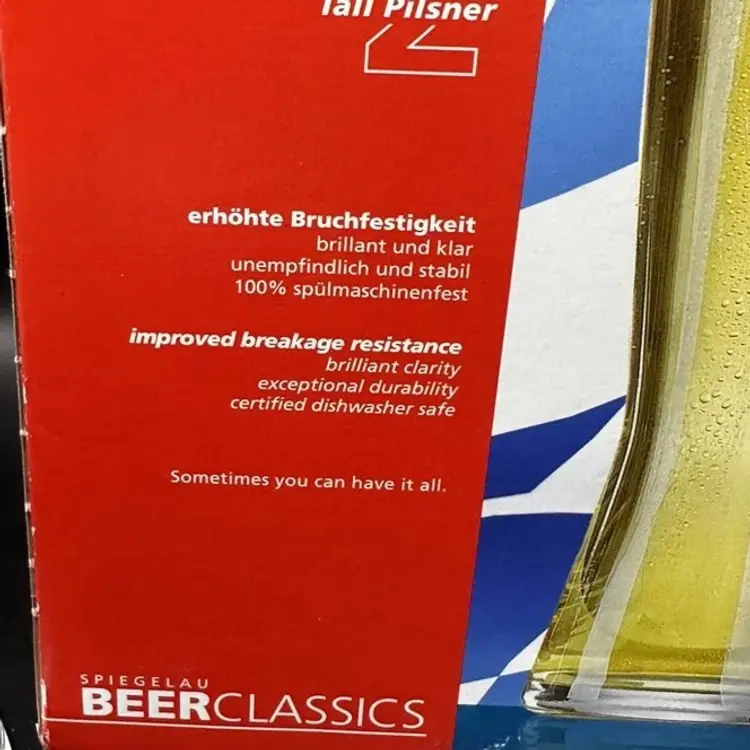 Tall Pilsner
2
erhöhte Bruchfestigkeit
brillant und klar
unempfindlich und stabil
100% spülmaschinenfest
improved breakage resistance
brilliant clarity
exceptional durability
certified dishwasher safe
Sometimes you can have it all.
SPIEGELAU
BEERCLASSICS